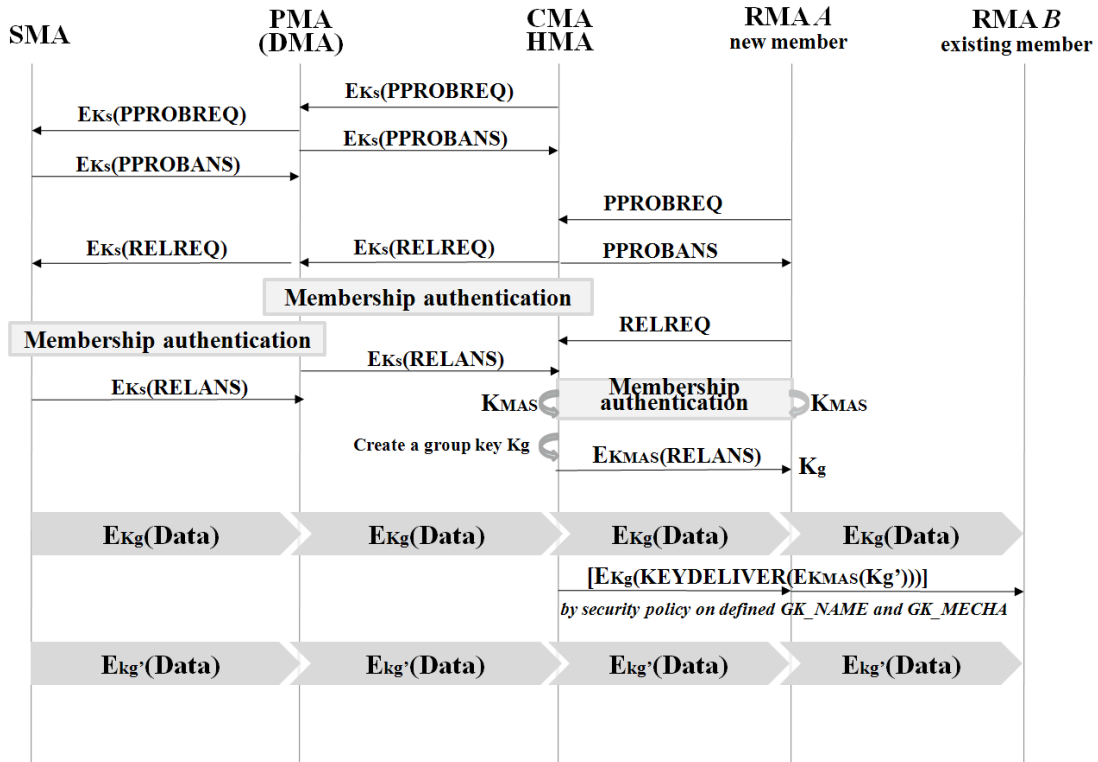 SMA
PMA
(DMA)
CMA
HMA
RMA A
new member
RMA B
existing member
EKs(PPROBREQ)
EKs(PPROBREQ)
EKs(PPROBANS)
EKs(PPROBANS)
PPROBREQ
EKs(RELREQ)
EKs(RELREQ)
PPROBANS
Membership authentication
RELREQ
Membership authentication
EKs(RELANS)
EKs(RELANS)
Membership
authentication
KMAS
KMAS
Create a group key Kg
EKMAS(RELANS)
Kg
EKg(Data)
EKg(Data)
EKg(Data)
EKg(Data)
[EKg(KEYDELIVER(EKMAS(Kg’)))]
by security policy on defined GK_NAME and GK_MECHA
Ekg’(Data)
Ekg’(Data)
Ekg’(Data)
Ekg’(Data)